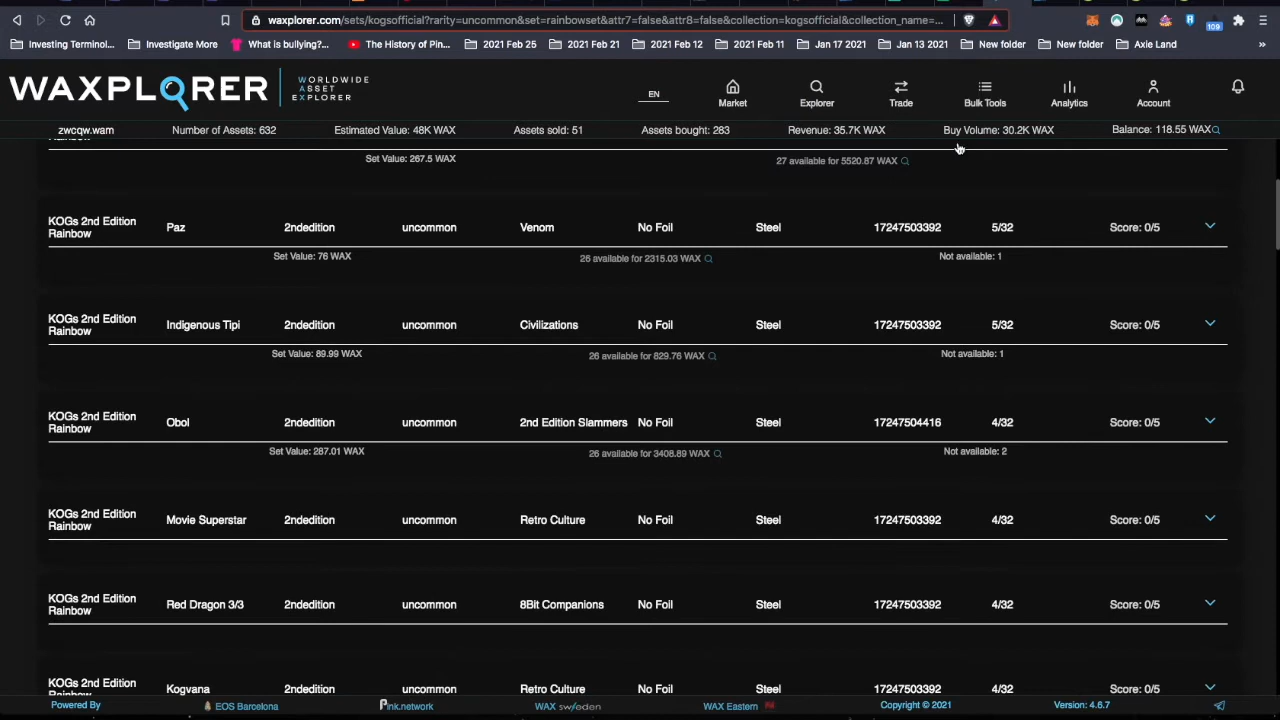 waxplorer.com/sets/kogsofficial?rarity=uncommon&set=rainbowset&attr7=false&attr8=false&collection=kogsofficial&collection_name=...
109
Investing Terminol... Investigate More What is bullying?... The History of Pin... 2021 Feb 25 2021 Feb 21 2021 Feb 12 2021 Feb 11 Jan 17 2021 Jan 13 2021 New folder New folder Axie Land »
WAXPLORER WORLDWIDE ASSET EXPLORER
EN Market Explorer Trade Bulk Tools Analytics Account
zwcqw.wam Number of Assets: 632 Estimated Value: 48K WAX Assets sold: 51 Assets bought: 283 Revenue: 35.7K WAX Buy Volume: 30.2K WAX Balance: 118.55 WAX
Rainbow
Set Value: 267.5 WAX 27 available for 5520.87 WAX
KOGs 2nd Edition Rainbow Paz 2ndedition uncommon Venom No Foil Steel 17247503392 5/32 Score: 0/5
Set Value: 76 WAX 26 available for 2315.03 WAX Not available: 1
KOGs 2nd Edition Rainbow Indigenous Tipi 2ndedition uncommon Civilizations No Foil Steel 17247503392 5/32 Score: 0/5
Set Value: 89.99 WAX 26 available for 829.76 WAX Not available: 1
KOGs 2nd Edition Rainbow Obol 2ndedition uncommon 2nd Edition Slammers No Foil Steel 17247504416 4/32 Score: 0/5
Set Value: 287.01 WAX 26 available for 3408.89 WAX Not available: 2
KOGs 2nd Edition Rainbow Movie Superstar 2ndedition uncommon Retro Culture No Foil Steel 17247503392 4/32 Score: 0/5
KOGs 2nd Edition Rainbow Red Dragon 3/3 2ndedition uncommon 8Bit Companions No Foil Steel 17247503392 4/32 Score: 0/5
KOGs 2nd Edition Rainbow Kogvana 2ndedition uncommon Retro Culture No Foil Steel 17247503392 4/32 Score: 0/5
Powered By EOS Barcelona Pink.network WAX sw/eden WAX Eastern Copyright © 2021 Version: 4.6.7